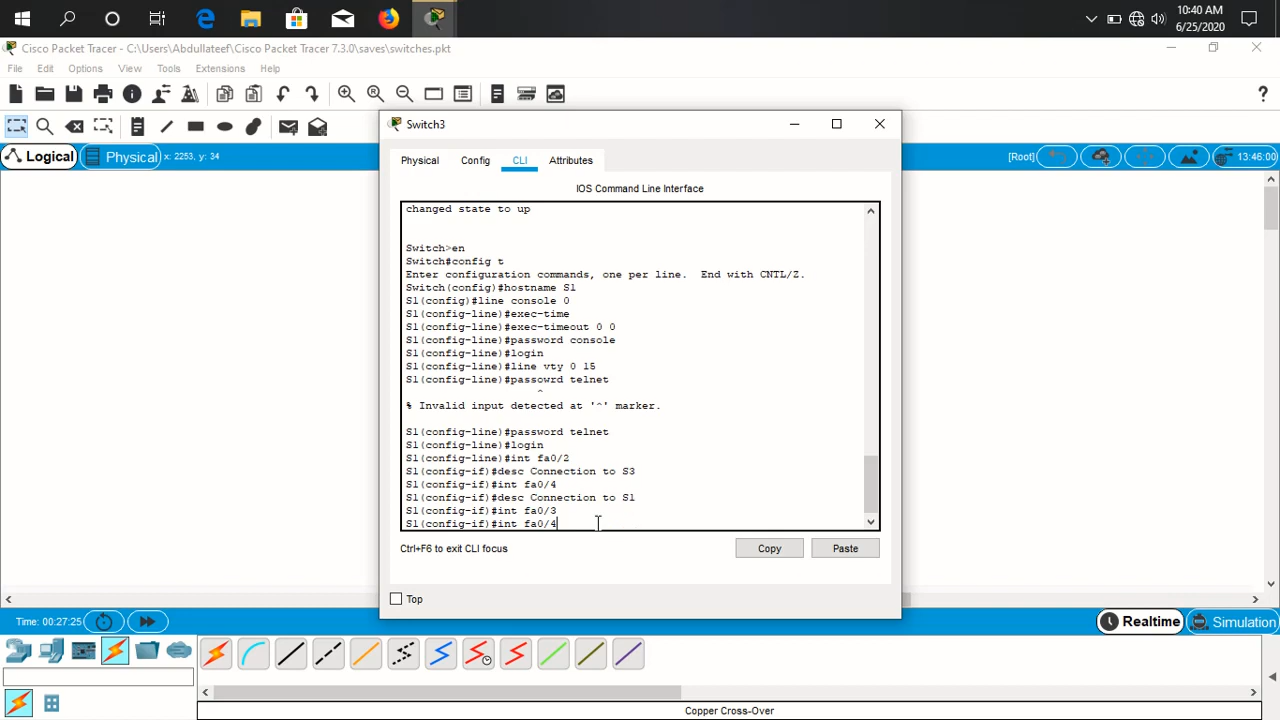 10:40 AM
6/25/2020
Cisco Packet Tracer - C:\Users\Abdullateef\Cisco Packet Tracer 7.3.0\saves\switches.pkt
File Edit Options View Tools Extensions Help
Logical
Physical
x: 2253, y: 34
[Root]
13:46:00
Switch3
Physical Config CLI Attributes
IOS Command Line Interface
changed state to up
Switch>en
Switch#config t
Enter configuration commands, one per line. End with CNTL/Z.
Switch(config)#hostname S1
S1(config)#line console 0
S1(config-line)#exec-time
S1(config-line)#exec-timeout 0 0
S1(config-line)#password console
S1(config-line)#login
S1(config-line)#line vty 0 15
S1(config-line)#passowrd telnet
^
% Invalid input detected at '^' marker.
S1(config-line)#password telnet
S1(config-line)#login
S1(config-line)#int fa0/2
S1(config-if)#desc Connection to S3
S1(config-if)#int fa0/4
S1(config-if)#desc Connection to S1
S1(config-if)#int fa0/3
S1(config-if)#int fa0/4
Ctrl+F6 to exit CLI focus
Copy
Paste
Top
Time: 00:27:25
Realtime
Simulation
Copper Cross-Over